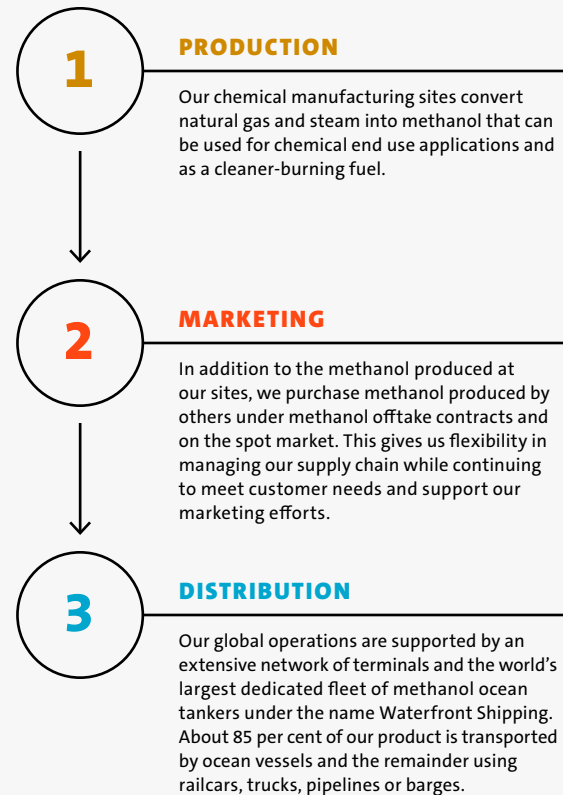 1
PRODUCTION
Our chemical manufacturing sites convert
natural gas and steam into methanol that can
be used for chemical end use applications and
as a cleaner-burning fuel.
2
MARKETING
In addition to the methanol produced at
our sites, we purchase methanol produced by
others under methanol offtake contracts and
on the spot market. This gives us flexibility in
managing our supply chain while continuing
to meet customer needs and support our
marketing efforts.
3
DISTRIBUTION
Our global operations are supported by an
extensive network of terminals and the world’s
largest dedicated fleet of methanol ocean
tankers under the name Waterfront Shipping.
About 85 per cent of our product is transported
by ocean vessels and the remainder using
railcars, trucks, pipelines or barges.